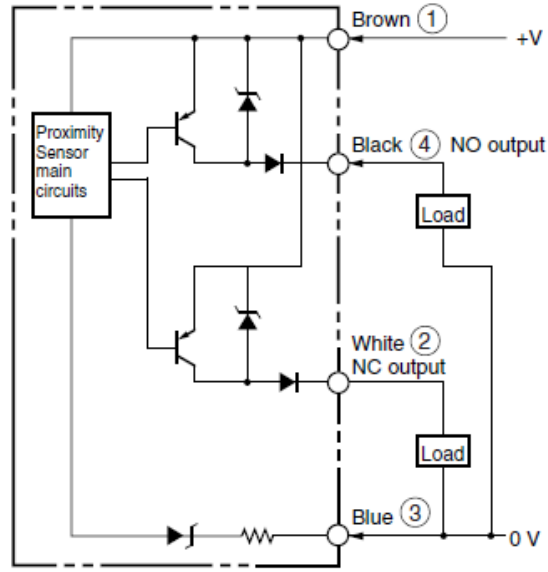 Brown ①
+V
Proximity
Sensor
main
circuits
Black ④ NO output
Load
White ②
NC output
Load
Blue ③
0 V